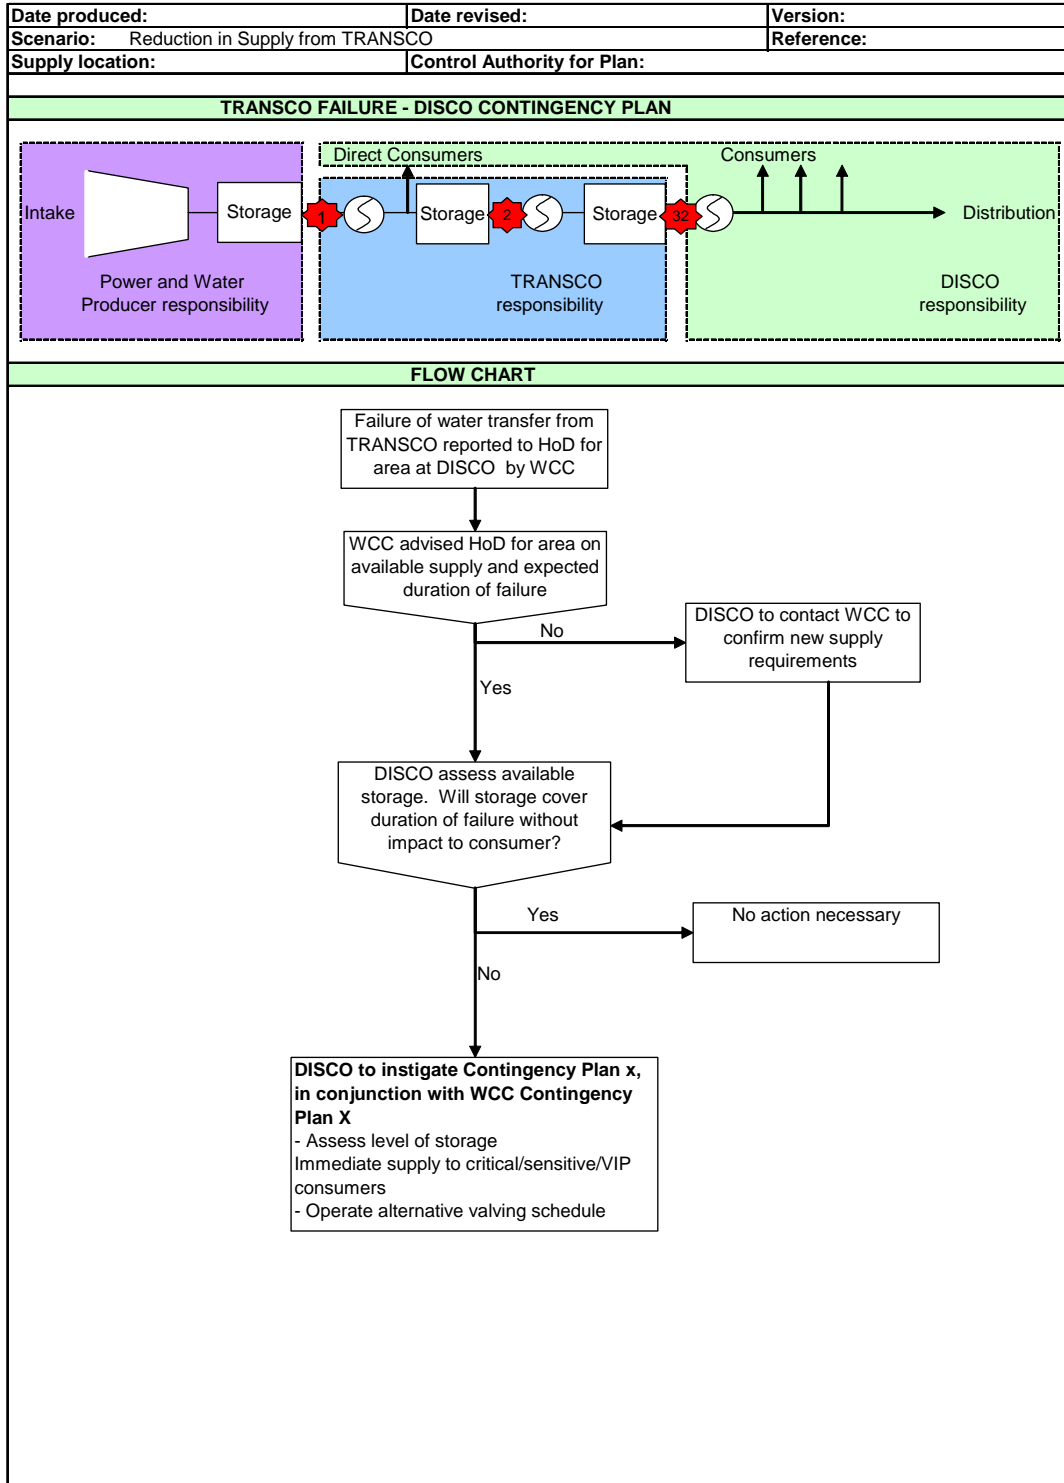 Date produced: Date revised: Version:
Scenario: Reduction in Supply from TRANSCO Reference:
Supply location: Control Authority for Plan:
TRANSCO FAILURE - DISCO CONTINGENCY PLAN
Direct Consumers Consumers
Intake Storage 1 Storage 2 Storage 32 Distribution
Power and Water
Producer responsibility
TRANSCO
responsibility
DISCO
responsibility
FLOW CHART
Failure of water transfer from
TRANSCO reported to HoD for
area at DISCO by WCC
WCC advised HoD for area on
available supply and expected
duration of failure
No
DISCO to contact WCC to
confirm new supply
requirements
Yes
DISCO assess available
storage. Will storage cover
duration of failure without
impact to consumer?
Yes
No action necessary
No
DISCO to instigate Contingency Plan x,
in conjunction with WCC Contingency
Plan X
- Assess level of storage
Immediate supply to critical/sensitive/VIP
consumers
- Operate alternative valving schedule